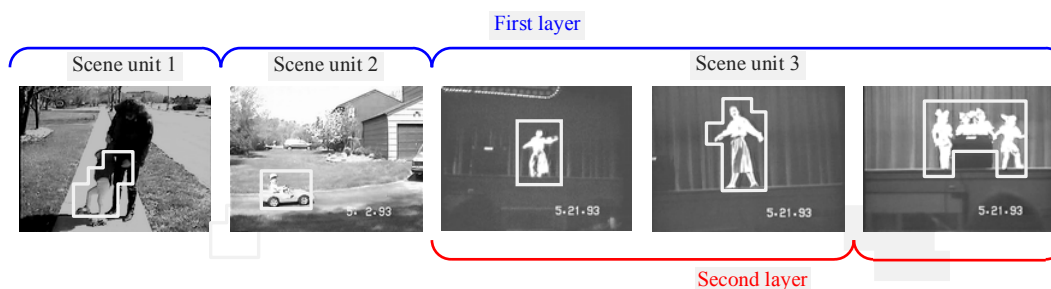 First layer
Scene unit 1
Scene unit 2
Scene unit 3
5. 2.93
5.21.93
5.21.93
5.21.93
Second layer